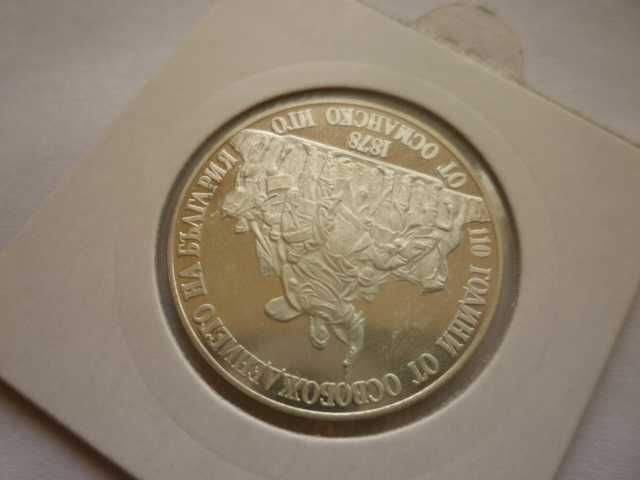 110 ГОДИНИ ОТ ОСВОБОЖДЕНИЕТО НА БЪЛГАРИЯ
ОТ ОСМАНСКО ИГО
1878